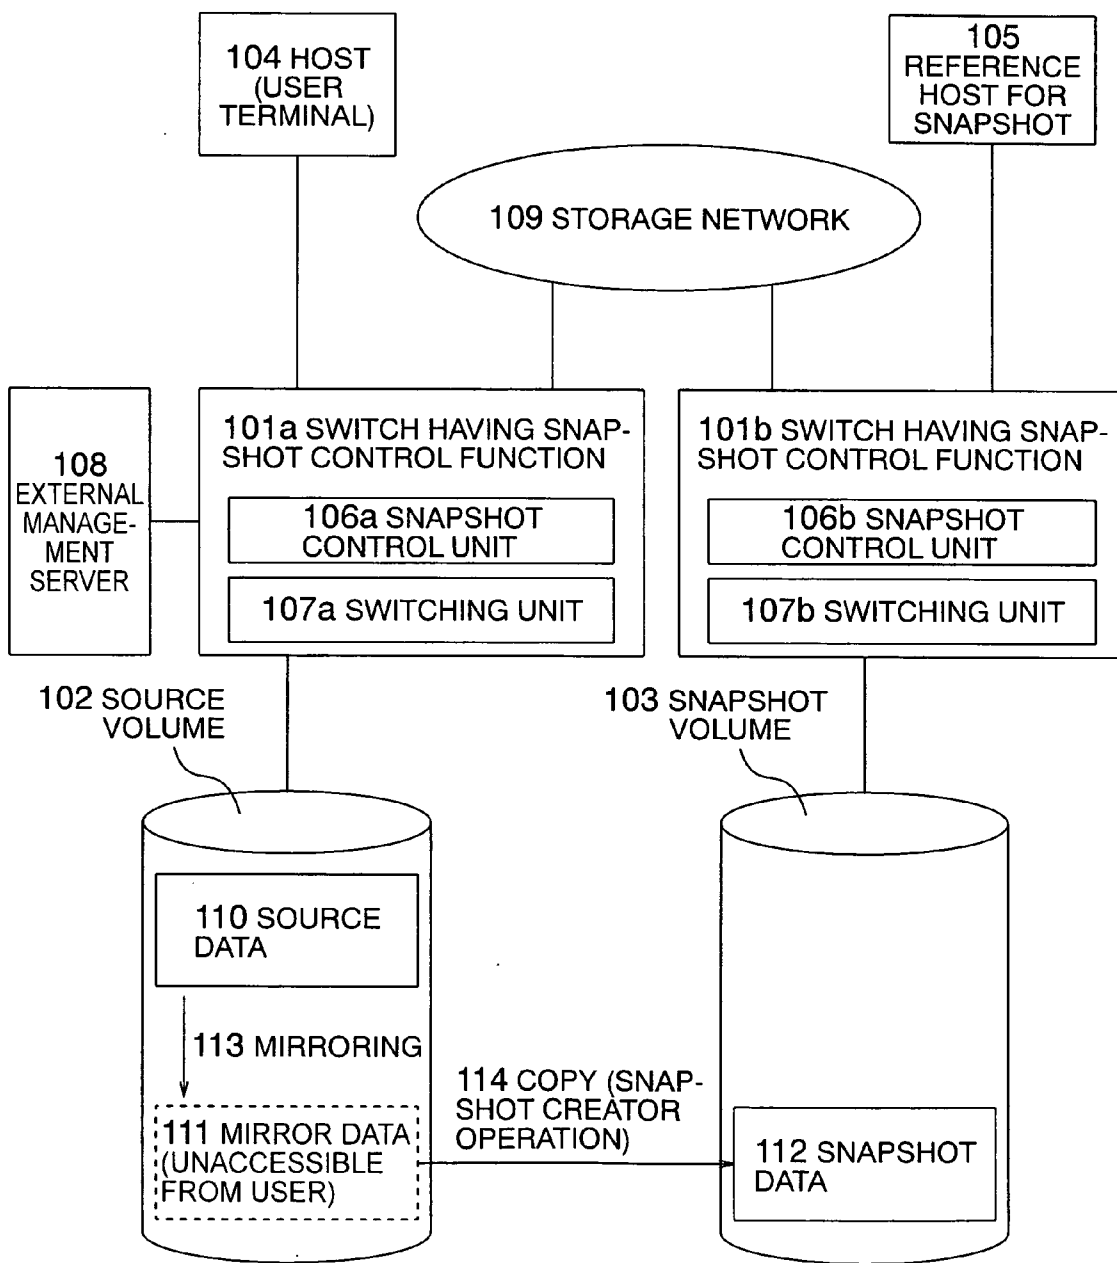 104 HOST
(USER
TERMINAL)
105
REFERENCE
HOST FOR
SNAPSHOT
109 STORAGE NETWORK
108
EXTERNAL
MANAGE-
MENT
SERVER
101a SWITCH HAVING SNAP-
SHOT CONTROL FUNCTION
106a SNAPSHOT
CONTROL UNIT
107a SWITCHING UNIT
101b SWITCH HAVING SNAP-
SHOT CONTROL FUNCTION
106b SNAPSHOT
CONTROL UNIT
107b SWITCHING UNIT
102 SOURCE
VOLUME
103 SNAPSHOT
VOLUME
110 SOURCE
DATA
113 MIRRORING
111 MIRROR DATA
(UNACCESSIBLE
FROM USER)
114 COPY (SNAP-
SHOT CREATOR
OPERATION)
112 SNAPSHOT
DATA